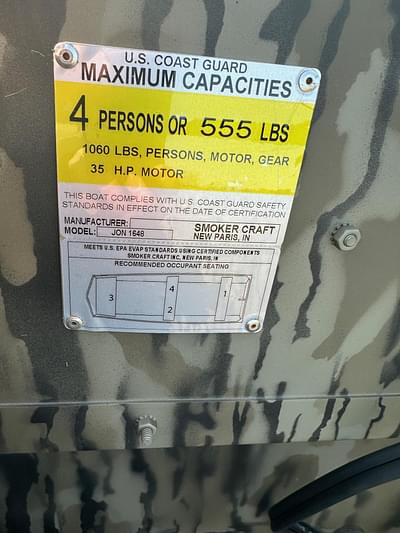 U.S. COAST GUARD
MAXIMUM CAPACITIES
4 PERSONS OR 555 LBS
1060 LBS, PERSONS, MOTOR, GEAR
35 H.P. MOTOR
THIS BOAT COMPLIES WITH U.S. COAST GUARD SAFETY
STANDARDS IN EFFECT ON THE DATE OF CERTIFICATION
MANUFACTURER: SMOKER CRAFT
MODEL: JON 1648 NEW PARIS, IN
MEETS U.S. EPA EVAP STANDARDS USING CERTIFIED COMPONENTS
SMOKER CRAFT INC, NEW PARIS, IN
RECOMMENDED OCCUPANT SEATING
3 4 1
2